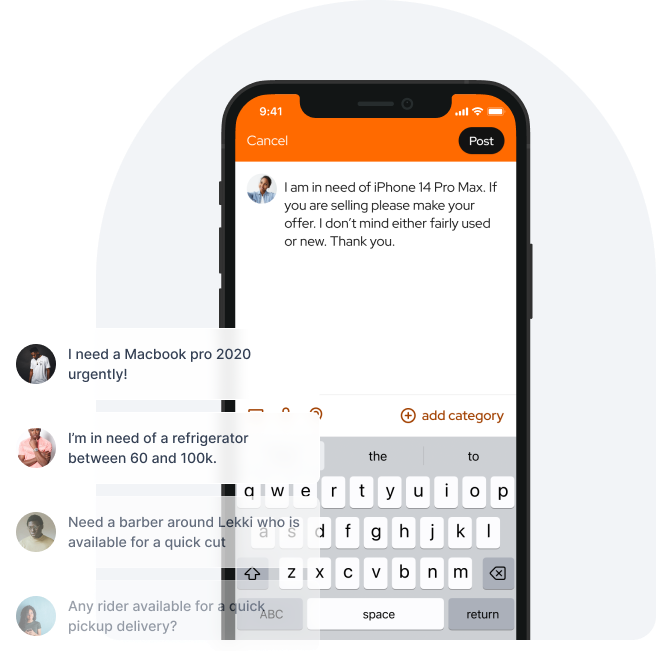 9:41
Cancel
Post
I am in need of iPhone 14 Pro Max. If
you are selling please make your
offer. I don't mind either fairly used
or new. Thank you.
I need a Macbook pro 2020
urgently!
add category
I'm in need of a refrigerator
between 60 and 100k.
the to
q w e r t y u i o p
Need a barber around Lekki who is
available for a quick cut
a s d f g h j k l
z x c v b n m
Any rider available for a quick
pickup delivery?
ABC space return